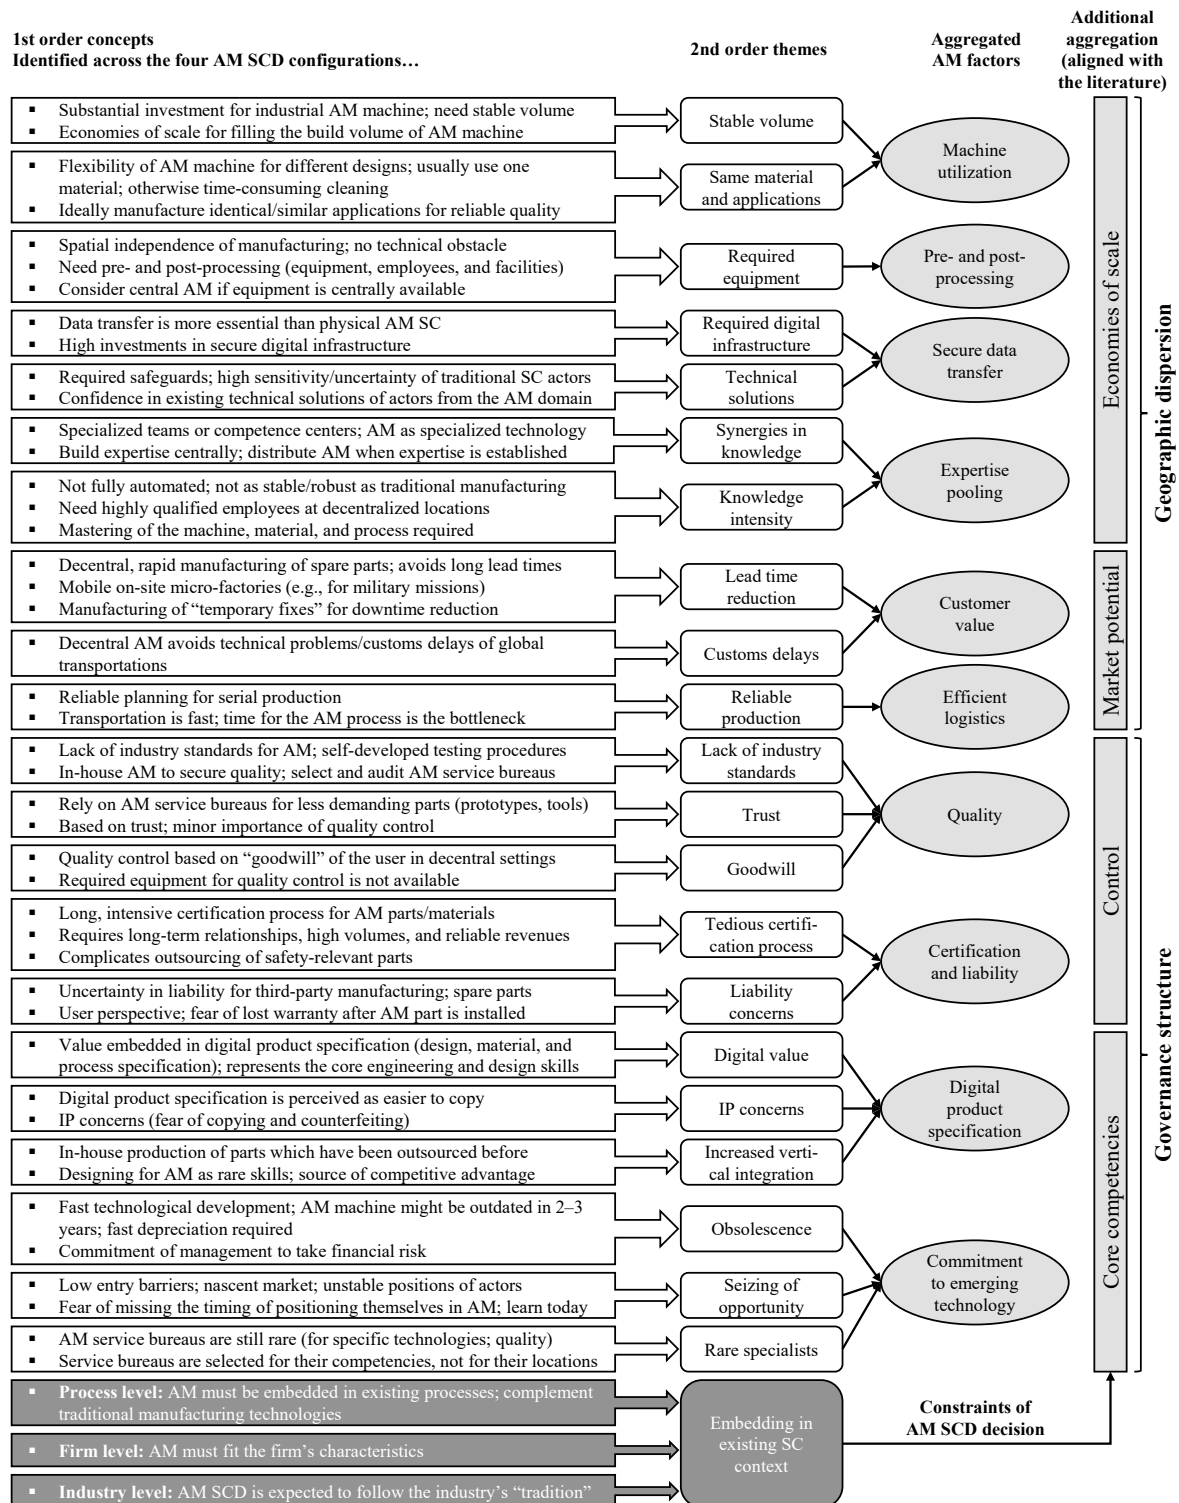 1st order concepts
Identified across the four AM SCD configurations…
2nd order themes
Aggregated
AM factors
Additional
aggregation
(aligned with
the literature)
▪ Substantial investment for industrial AM machine; need stable volume
▪ Economies of scale for filling the build volume of AM machine
Stable volume
▪ Flexibility of AM machine for different designs; usually use one
material; otherwise time-consuming cleaning
▪ Ideally manufacture identical/similar applications for reliable quality
Same material
and applications
Machine
utilization
▪ Spatial independence of manufacturing; no technical obstacle
▪ Need pre- and post-processing (equipment, employees, and facilities)
▪ Consider central AM if equipment is centrally available
Required
equipment
Pre- and post-
processing
▪ Data transfer is more essential than physical AM SC
▪ High investments in secure digital infrastructure
Required digital
infrastructure
▪ Required safeguards; high sensitivity/uncertainty of traditional SC actors
▪ Confidence in existing technical solutions of actors from the AM domain
Technical
solutions
Secure data
transfer
▪ Specialized teams or competence centers; AM as specialized technology
▪ Build expertise centrally; distribute AM when expertise is established
Synergies in
knowledge
▪ Not fully automated; not as stable/robust as traditional manufacturing
▪ Need highly qualified employees at decentralized locations
▪ Mastering of the machine, material, and process required
Knowledge
intensity
Expertise
pooling
Economies of scale
▪ Decentral, rapid manufacturing of spare parts; avoids long lead times
▪ Mobile on-site micro-factories (e.g., for military missions)
▪ Manufacturing of “temporary fixes” for downtime reduction
Lead time
reduction
▪ Decentral AM avoids technical problems/customs delays of global
transportations
Customs delays
Customer
value
▪ Reliable planning for serial production
▪ Transportation is fast; time for the AM process is the bottleneck
Reliable
production
Efficient
logistics
Market potential
Geographic dispersion
▪ Lack of industry standards for AM; self-developed testing procedures
▪ In-house AM to secure quality; select and audit AM service bureaus
Lack of industry
standards
▪ Rely on AM service bureaus for less demanding parts (prototypes, tools)
▪ Based on trust; minor importance of quality control
Trust
▪ Quality control based on “goodwill” of the user in decentral settings
▪ Required equipment for quality control is not available
Goodwill
Quality
▪ Long, intensive certification process for AM parts/materials
▪ Requires long-term relationships, high volumes, and reliable revenues
▪ Complicates outsourcing of safety-relevant parts
Tedious certifi-
cation process
▪ Uncertainty in liability for third-party manufacturing; spare parts
▪ User perspective; fear of lost warranty after AM part is installed
Liability
concerns
Certification
and liability
Control
▪ Value embedded in digital product specification (design, material, and
process specification); represents the core engineering and design skills
Digital value
▪ Digital product specification is perceived as easier to copy
▪ IP concerns (fear of copying and counterfeiting)
IP concerns
▪ In-house production of parts which have been outsourced before
▪ Designing for AM as rare skills; source of competitive advantage
Increased verti-
cal integration
Digital
product
specification
▪ Fast technological development; AM machine might be outdated in 2–3
years; fast depreciation required
▪ Commitment of management to take financial risk
Obsolescence
▪ Low entry barriers; nascent market; unstable positions of actors
▪ Fear of missing the timing of positioning themselves in AM; learn today
Seizing of
opportunity
▪ AM service bureaus are still rare (for specific technologies; quality)
▪ Service bureaus are selected for their competencies, not for their locations
Rare specialists
Commitment
to emerging
technology
Core competencies
Governance structure
▪ Process level: AM must be embedded in existing processes; complement
traditional manufacturing technologies
▪ Firm level: AM must fit the firm’s characteristics
▪ Industry level: AM SCD is expected to follow the industry’s “tradition”
Embedding in
existing SC
context
Constraints of
AM SCD decision